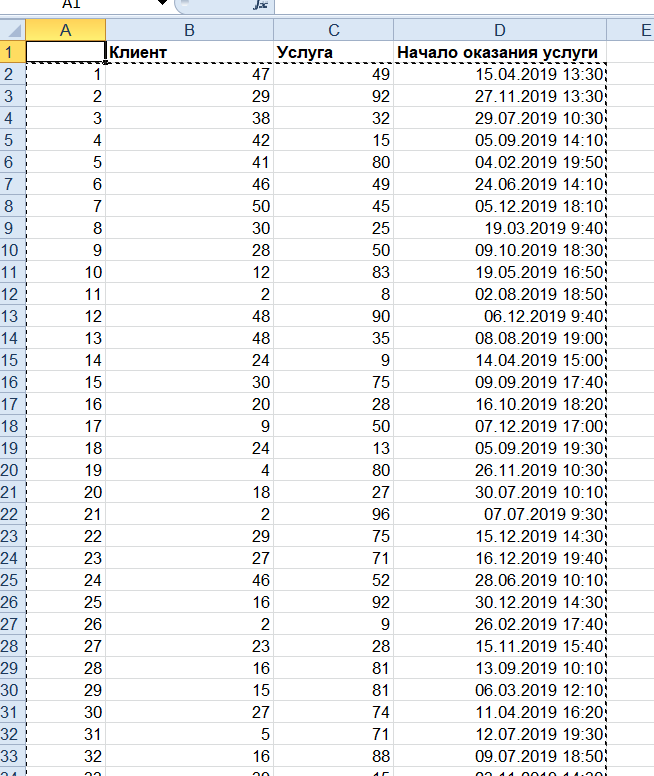 A1
fx
A B C D E
1 Клиент Услуга Начало оказания услуги
2 1 47 49 15.04.2019 13:30
3 2 29 92 27.11.2019 13:30
4 3 38 32 29.07.2019 10:30
5 4 42 15 05.09.2019 14:10
6 5 41 80 04.02.2019 19:50
7 6 46 49 24.06.2019 14:10
8 7 50 45 05.12.2019 18:10
9 8 30 25 19.03.2019 9:40
10 9 28 50 09.10.2019 18:30
11 10 12 83 19.05.2019 16:50
12 11 2 8 02.08.2019 18:50
13 12 48 90 06.12.2019 9:40
14 13 48 35 08.08.2019 19:00
15 14 24 9 14.04.2019 15:00
16 15 30 75 09.09.2019 17:40
17 16 20 28 16.10.2019 18:20
18 17 9 50 07.12.2019 17:00
19 18 24 13 05.09.2019 19:30
20 19 4 80 26.11.2019 10:30
21 20 18 27 30.07.2019 10:10
22 21 2 96 07.07.2019 9:30
23 22 29 75 15.12.2019 14:30
24 23 27 71 16.12.2019 19:40
25 24 46 52 28.06.2019 10:10
26 25 16 92 30.12.2019 14:30
27 26 2 9 26.02.2019 17:40
28 27 23 28 15.11.2019 15:40
29 28 16 81 13.09.2019 10:10
30 29 15 81 06.03.2019 12:10
31 30 27 74 11.04.2019 16:20
32 31 5 71 12.07.2019 19:30
33 32 16 88 09.07.2019 18:50